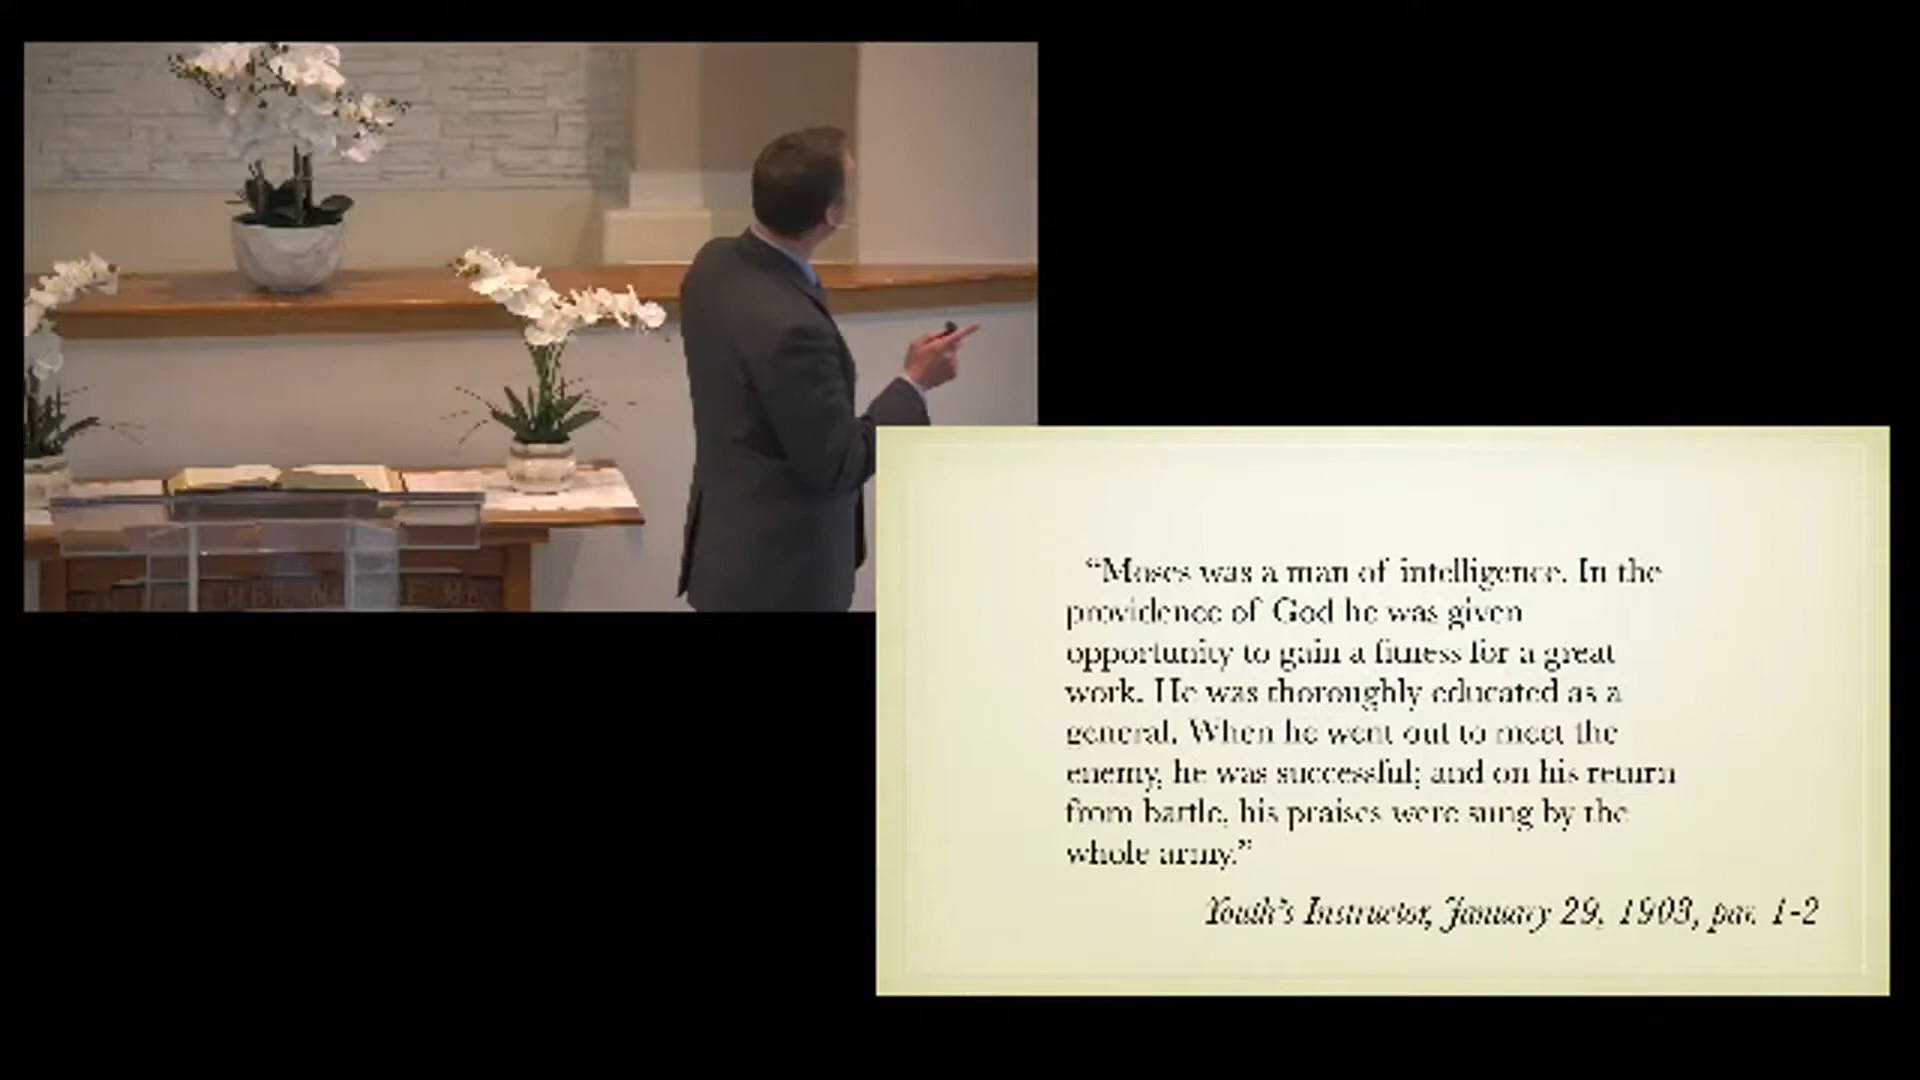 “Moses was a man of intelligence. In the
providence of God he was given
opportunity to gain a fitness for a great
work. He was thoroughly educated as a
general. When he went out to meet the
enemy, he was successful; and on his return
from battle, his praises were sung by the
whole army.”
Youth’s Instructor, January 29, 1903, par. 1-2